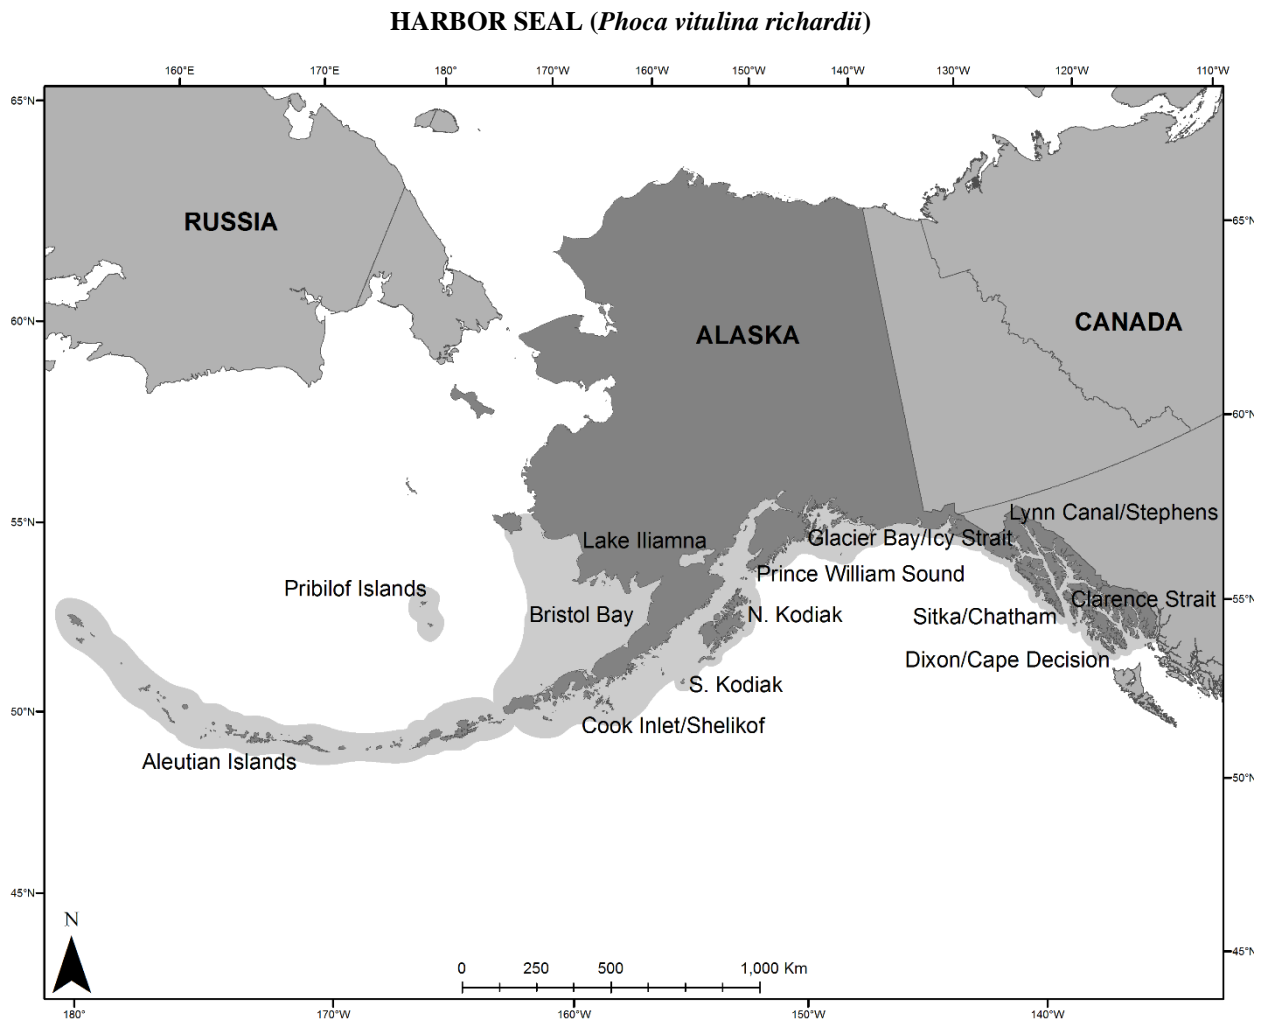 HARBOR SEAL (Phoca vitulina richardii)
160°E 170°E 180° 170°W 160°W 150°W 140°W 130°W 120°W 110°W
65°N
RUSSIA
65°N
60°N
ALASKA
CANADA
60°N
55°N
Lynn Canal/Stephens
Lake Iliamna
Glacier Bay/Icy Strait
Prince William Sound
Pribilof Islands
Clarence Strait
55°N
Bristol Bay
N. Kodiak
Sitka/Chatham
Dixon/Cape Decision
S. Kodiak
50°N
Cook Inlet/Shelikof
Aleutian Islands
50°N
45°N
N
45°N
0 250 500 1,000 Km
180° 170°W 160°W 150°W 140°W